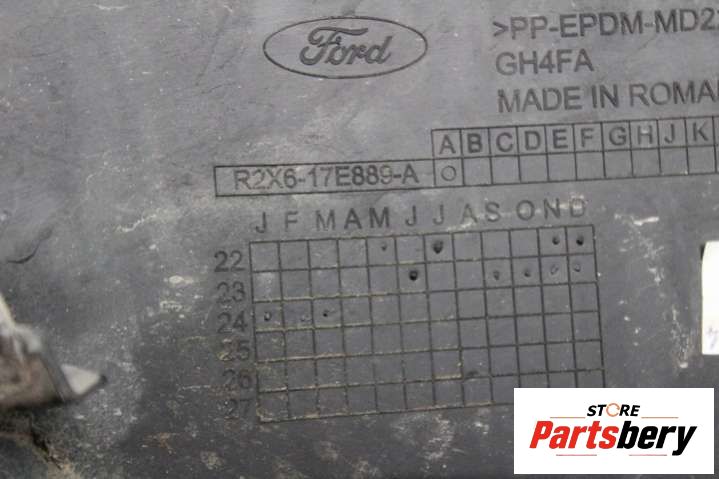 Ford
>PP-EPDM-MD2
GH4FA
MADE IN ROMA
A B C D E F G H J K
R2X6-17E889-A
J F M A M J J A S O N D
22
23
24
25
26
27
STORE
Partsbery